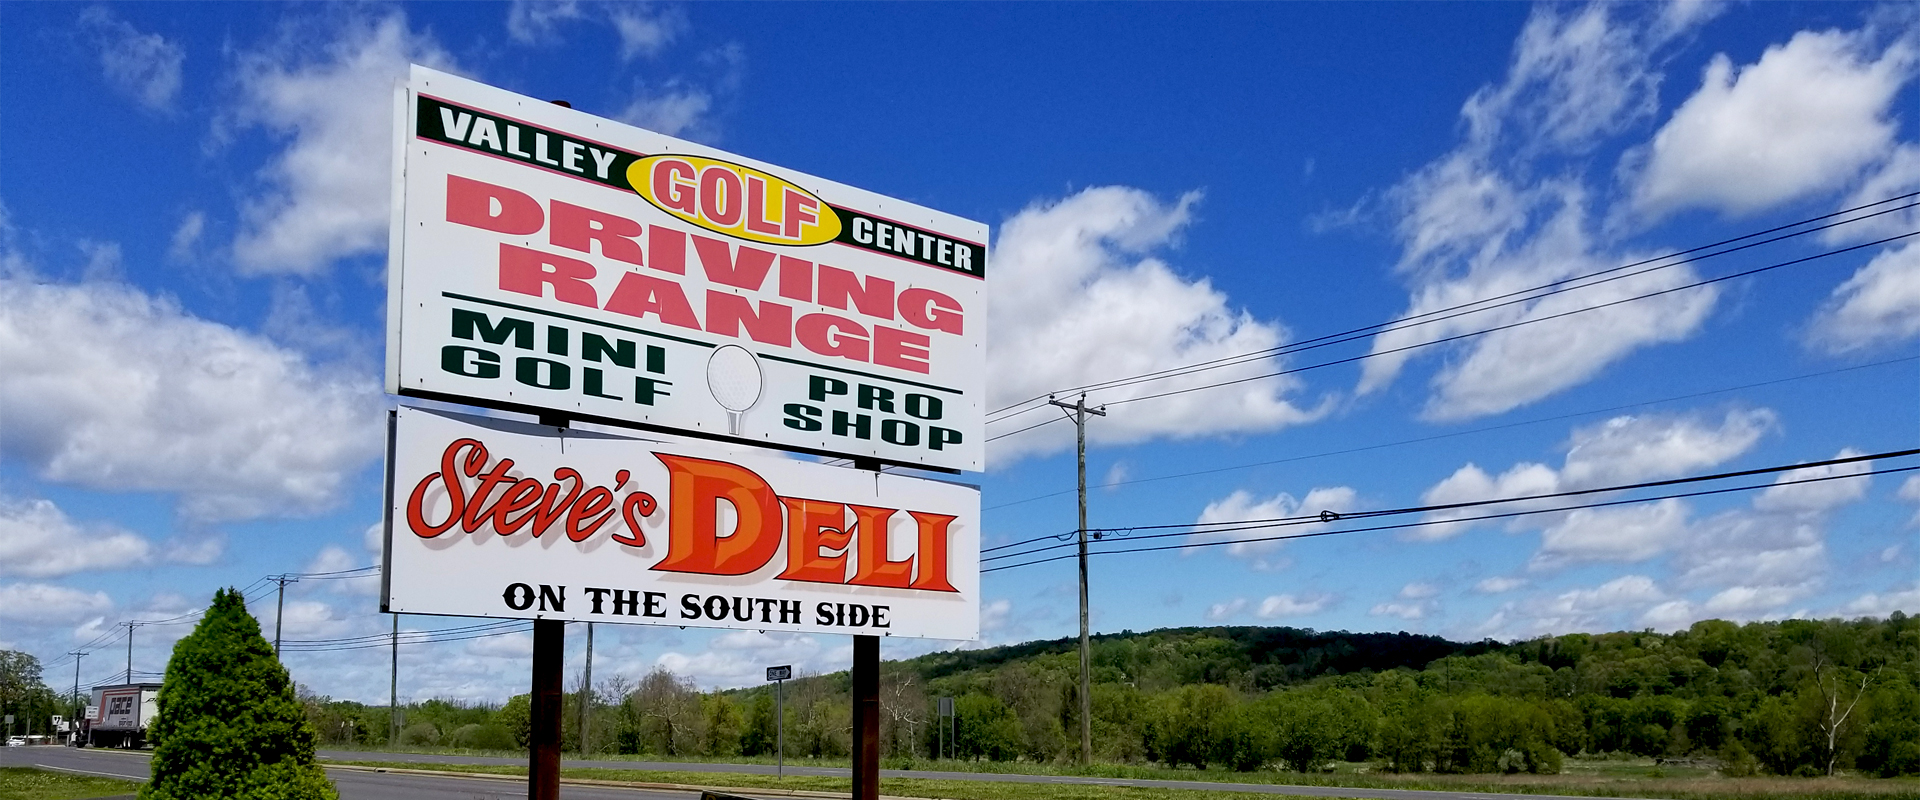 VALLEY GOLF CENTER
DRIVING
RANGE
MINI
GOLF
PRO
SHOP
Steve's DELI
ON THE SOUTH SIDE